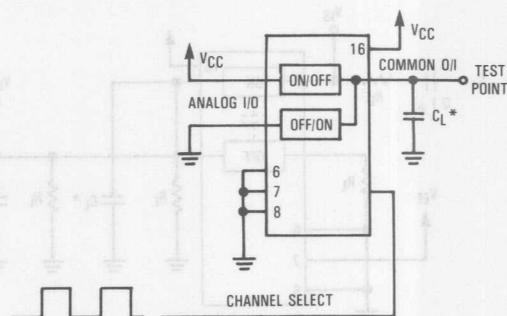 VCC
16
VCC
ON/OFF
COMMON O/I
TEST
POINT
ANALOG I/O
OFF/ON
CL*
6
7
8
CHANNEL SELECT